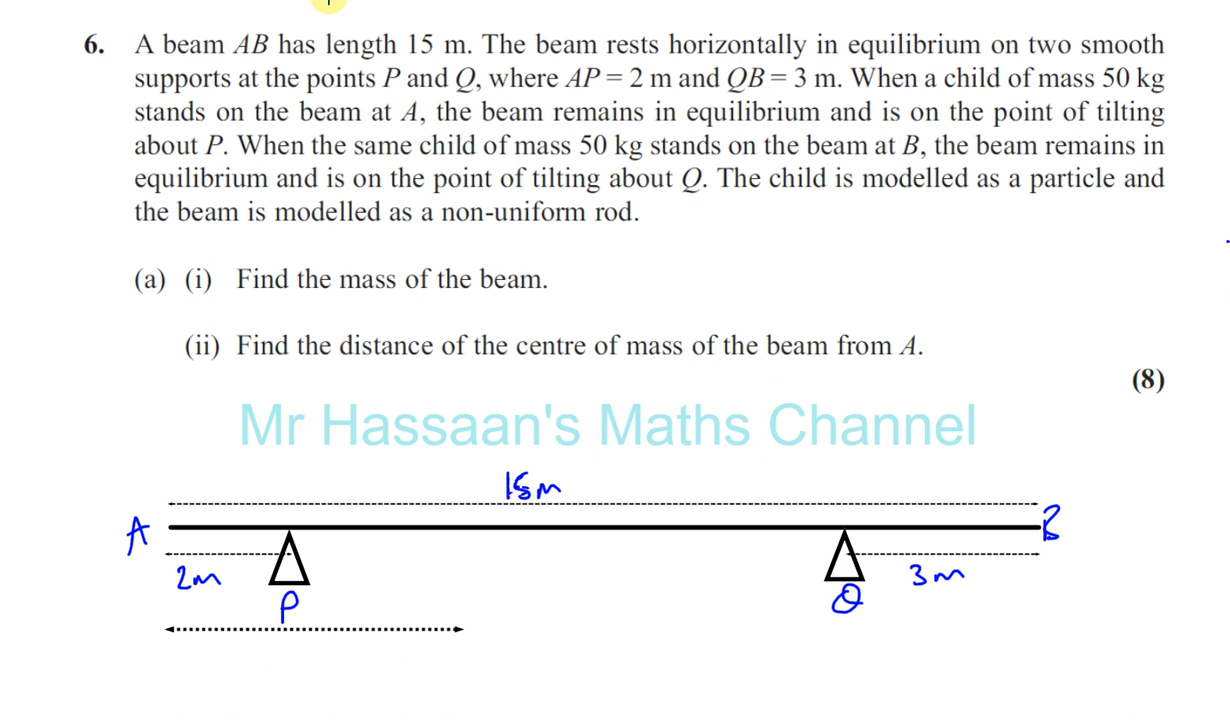 6. A beam AB has length 15 m. The beam rests horizontally in equilibrium on two smooth
supports at the points P and Q, where AP = 2 m and QB = 3 m. When a child of mass 50 kg
stands on the beam at A, the beam remains in equilibrium and is on the point of tilting
about P. When the same child of mass 50 kg stands on the beam at B, the beam remains in
equilibrium and is on the point of tilting about Q. The child is modelled as a particle and
the beam is modelled as a non-uniform rod.
(a) (i) Find the mass of the beam.
(ii) Find the distance of the centre of mass of the beam from A.
(8)
Mr Hassaan's Maths Channel
15m
A
B
2m
3m
P
Q